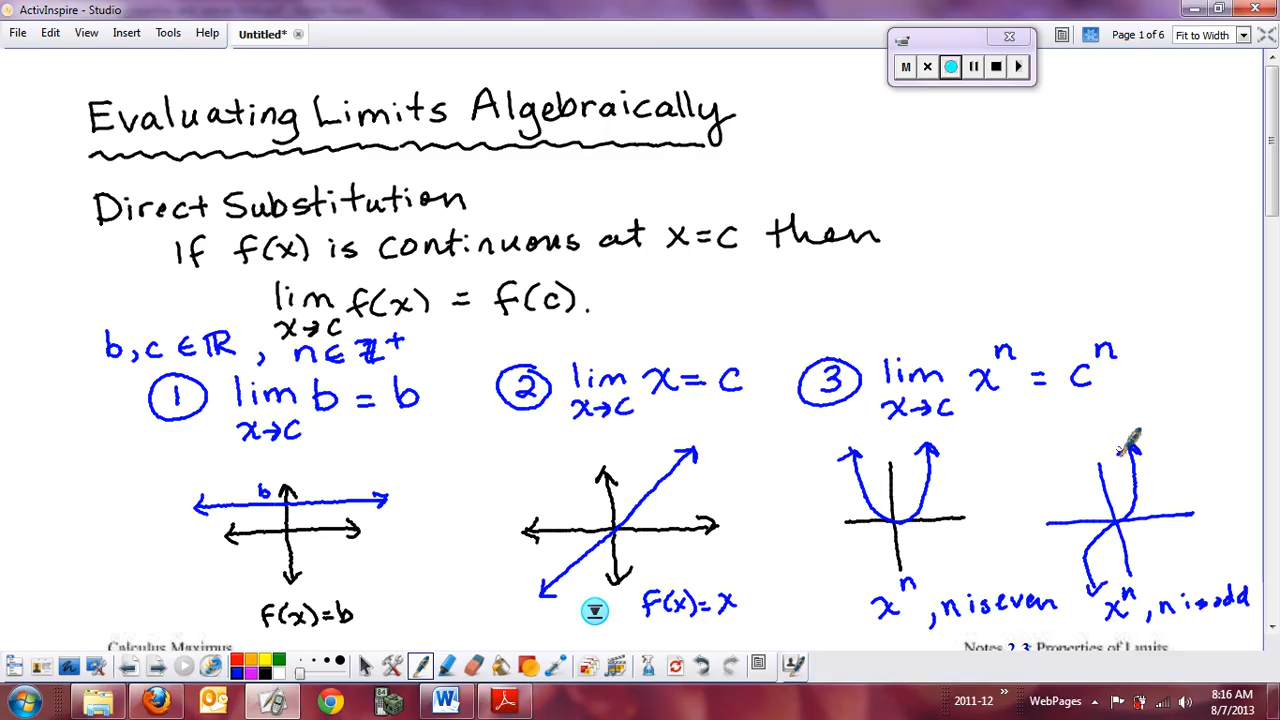 ActivInspire - Studio
File Edit View Insert Tools Help Untitled* Page 1 of 6 Fit to Width
M
Evaluating Limits Algebraically
Direct Substitution
If f(x) is continuous at x=c then
lim f(x) = f(c).
x→c
b, c ∈ ℝ, n ∈ ℤ+
① lim b = b ② lim x = c ③ lim xⁿ = cⁿ
x→c x→c x→c
b
f(x)=b f(x)=x xⁿ, n is even xⁿ, n is odd
Calculus Maximus Notes 2.3: Properties of Limits
2011-12 » WebPages 8:16 AM
8/7/2013